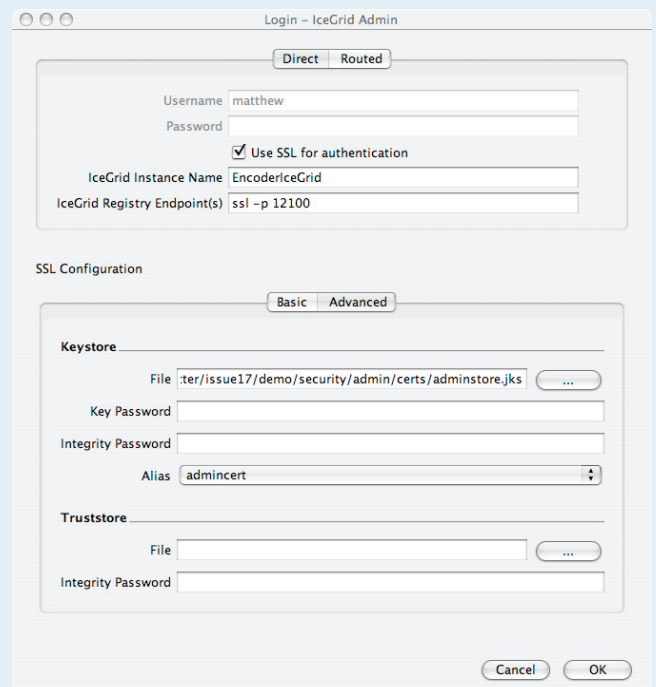 Login – IceGrid Admin
Direct Routed
Username matthew
Password
Use SSL for authentication
IceGrid Instance Name EncoderIceGrid
IceGrid Registry Endpoint(s) ssl -p 12100
SSL Configuration
Basic Advanced
Keystore
File :ter/issue17/demo/security/admin/certs/adminstore.jks ...
Key Password
Integrity Password
Alias admincert
Truststore
File ...
Integrity Password
Cancel OK